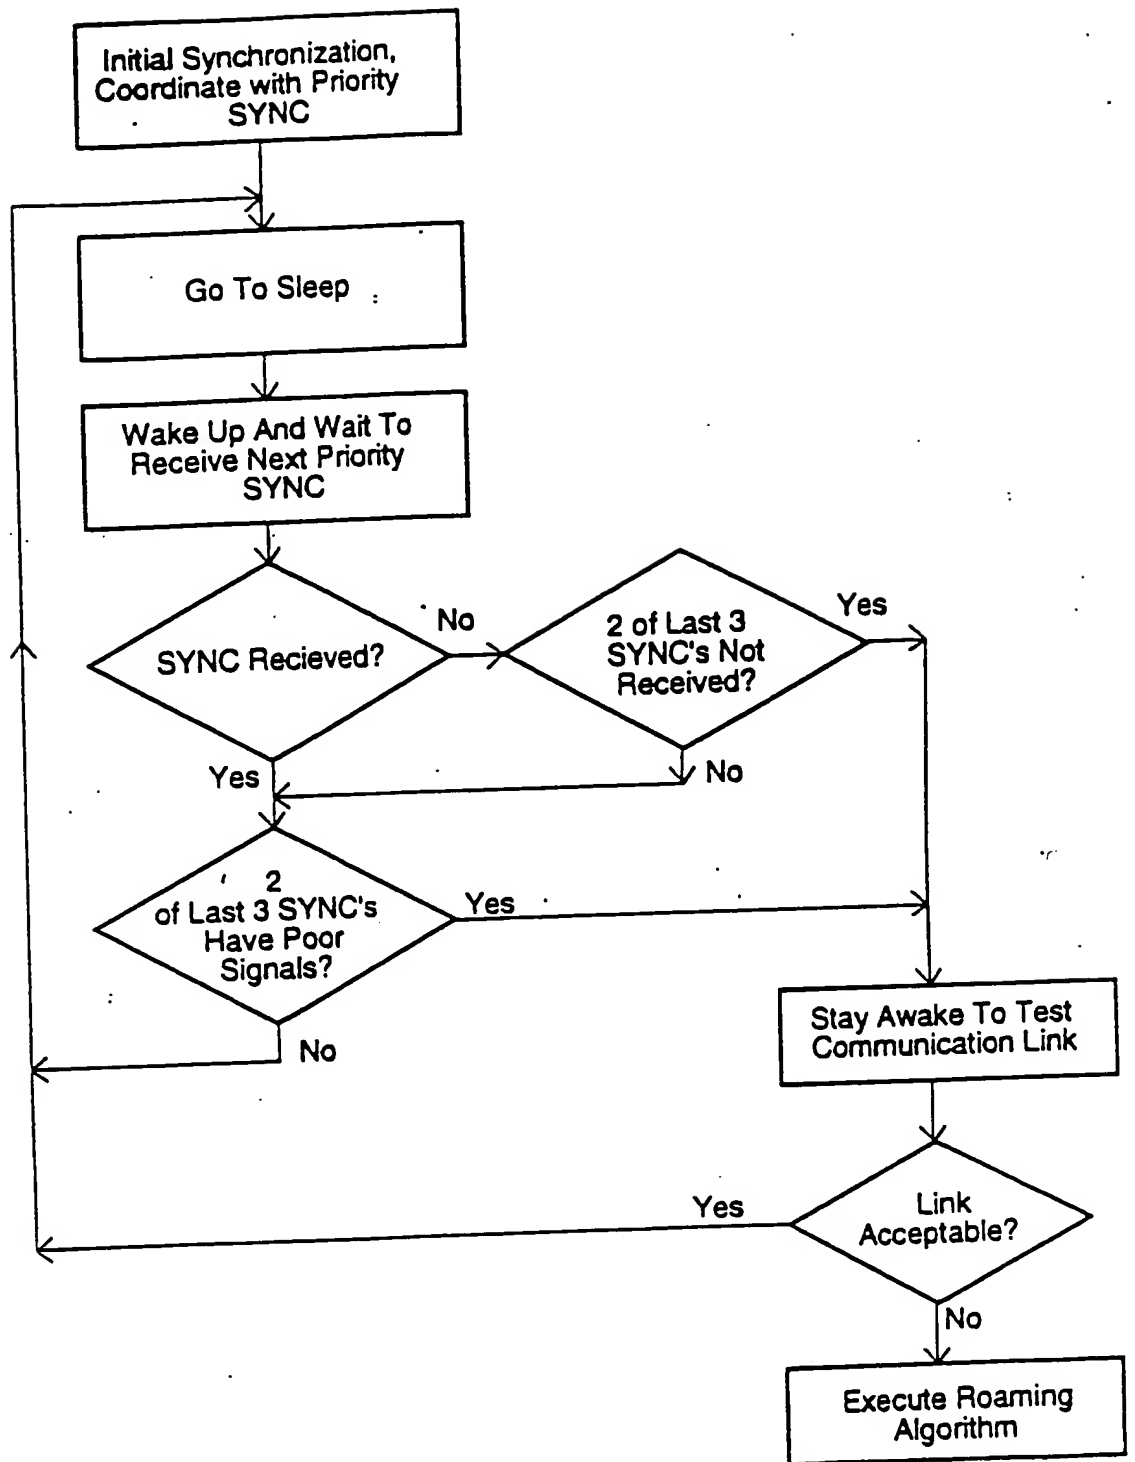 Initial Synchronization,
Coordinate with Priority
SYNC
Go To Sleep
Wake Up And Wait To
Receive Next Priority
SYNC
SYNC Recieved?
No
2 of Last 3
SYNC's Not
Received?
Yes
Yes
No
2
of Last 3 SYNC's
Have Poor
Signals?
Yes
No
Stay Awake To Test
Communication Link
Link
Acceptable?
Yes
No
Execute Roaming
Algorithm